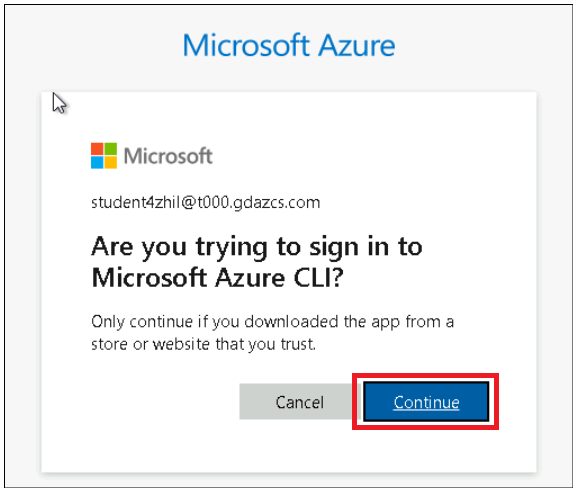 Microsoft Azure
Microsoft
student4zhil@t000.gdazcs.com
Are you trying to sign in to
Microsoft Azure CLI?
Only continue if you downloaded the app from a
store or website that you trust.
Cancel
Continue